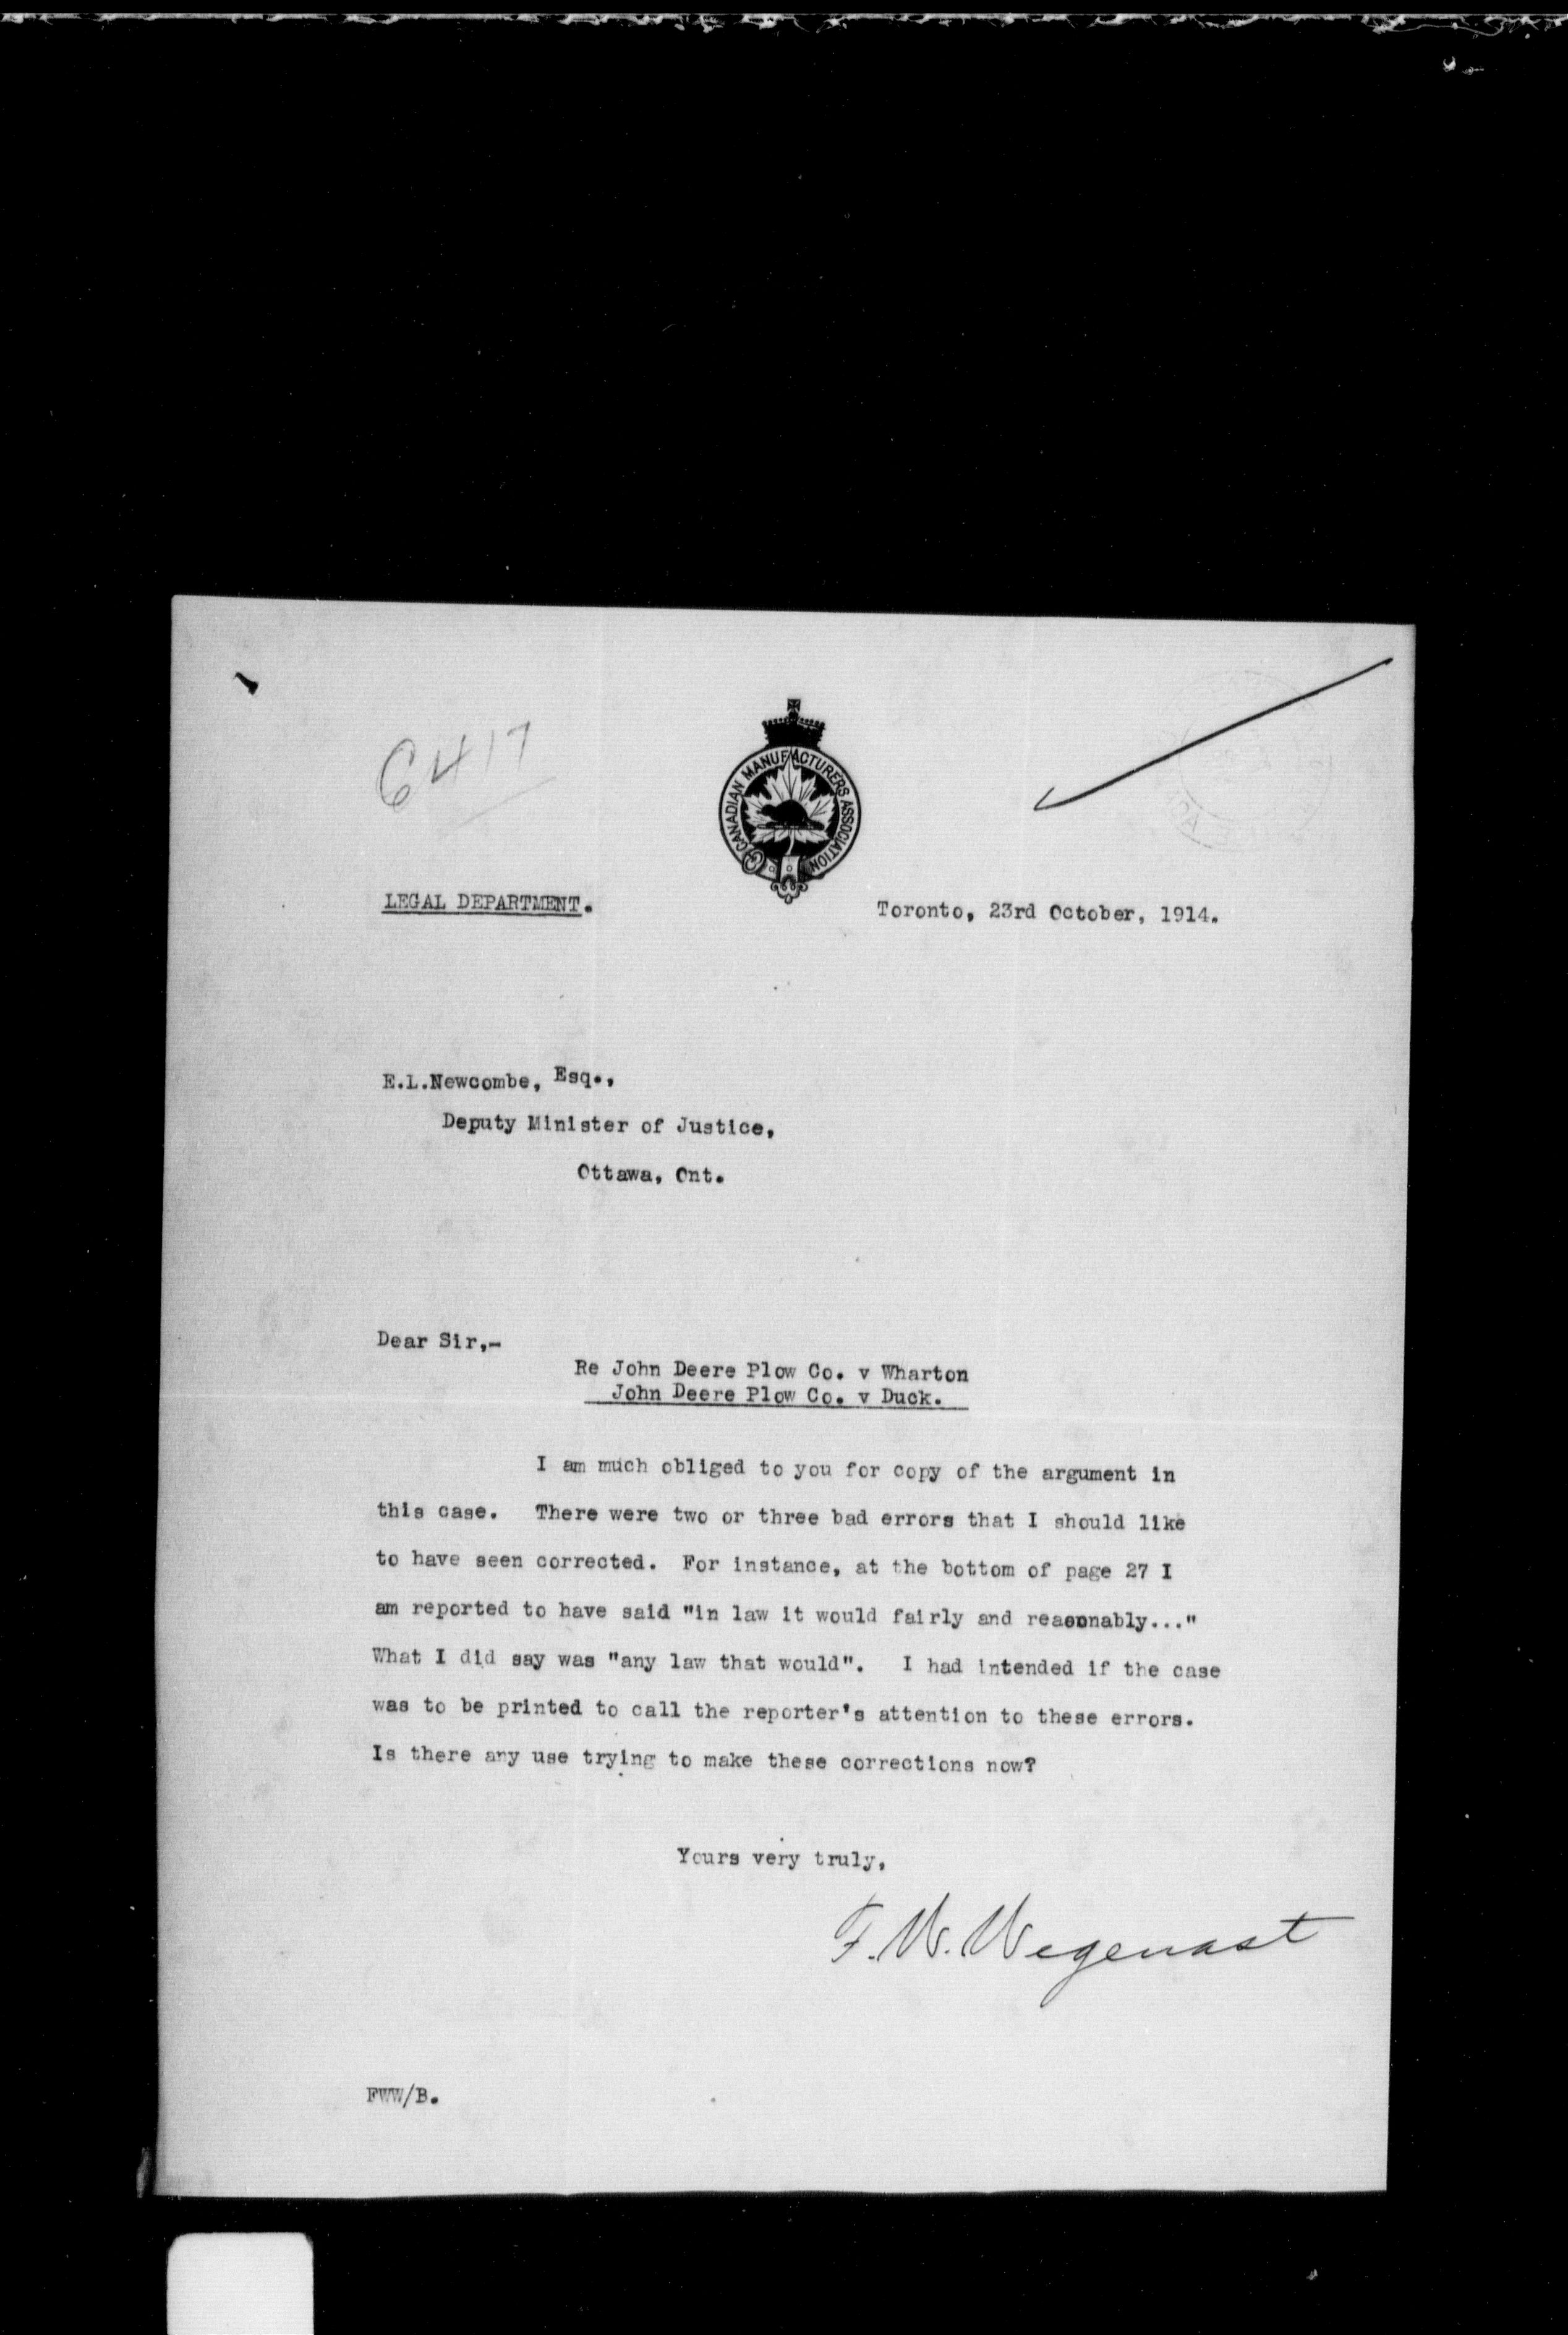 6417
CANADIAN MANUFACTURERS ASSOCIATION
LEGAL DEPARTMENT.
Toronto, 23rd October, 1914.
E.L.Newcombe, Esq.,
Deputy Minister of Justice,
Ottawa, Ont.
Dear Sir,-
Re John Deere Plow Co. v Wharton
John Deere Plow Co. v Duck.
I am much obliged to you for copy of the argument in
this case. There were two or three bad errors that I should like
to have seen corrected. For instance, at the bottom of page 27 I
am reported to have said "in law it would fairly and reasonably..."
What I did say was "any law that would". I had intended if the case
was to be printed to call the reporter's attention to these errors.
Is there any use trying to make these corrections now?
Yours very truly,
F. W. Wegenast
FWW/B.